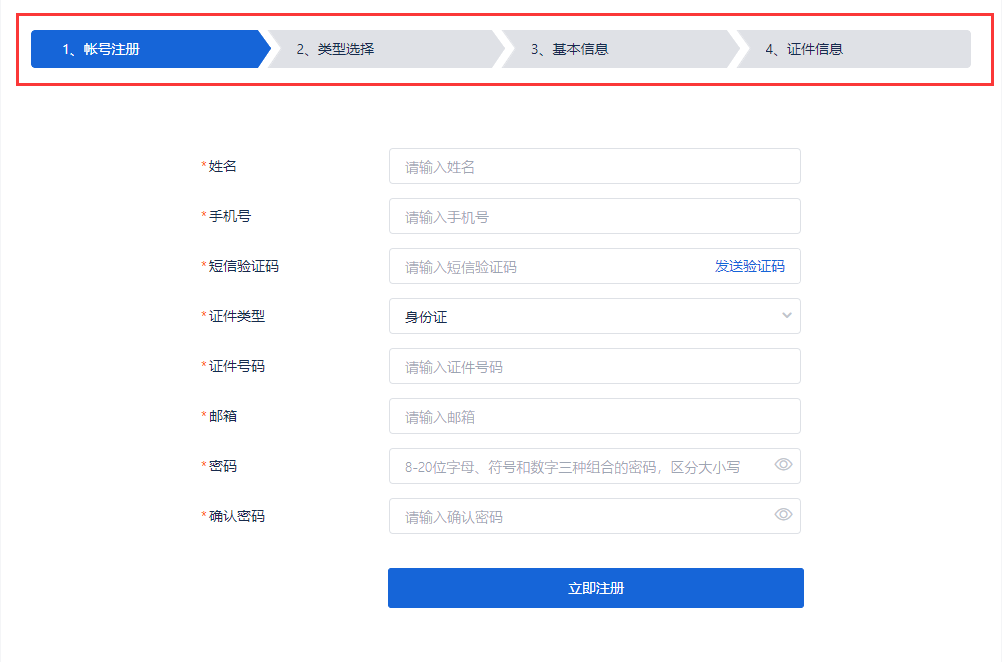 1、帐号注册 2、类型选择 3、基本信息 4、证件信息
*姓名 请输入姓名
*手机号 请输入手机号
*短信验证码 请输入短信验证码 发送验证码
*证件类型 身份证
*证件号码 请输入证件号码
*邮箱 请输入邮箱
*密码 8-20位字母、符号和数字三种组合的密码，区分大小写
*确认密码 请输入确认密码
立即注册